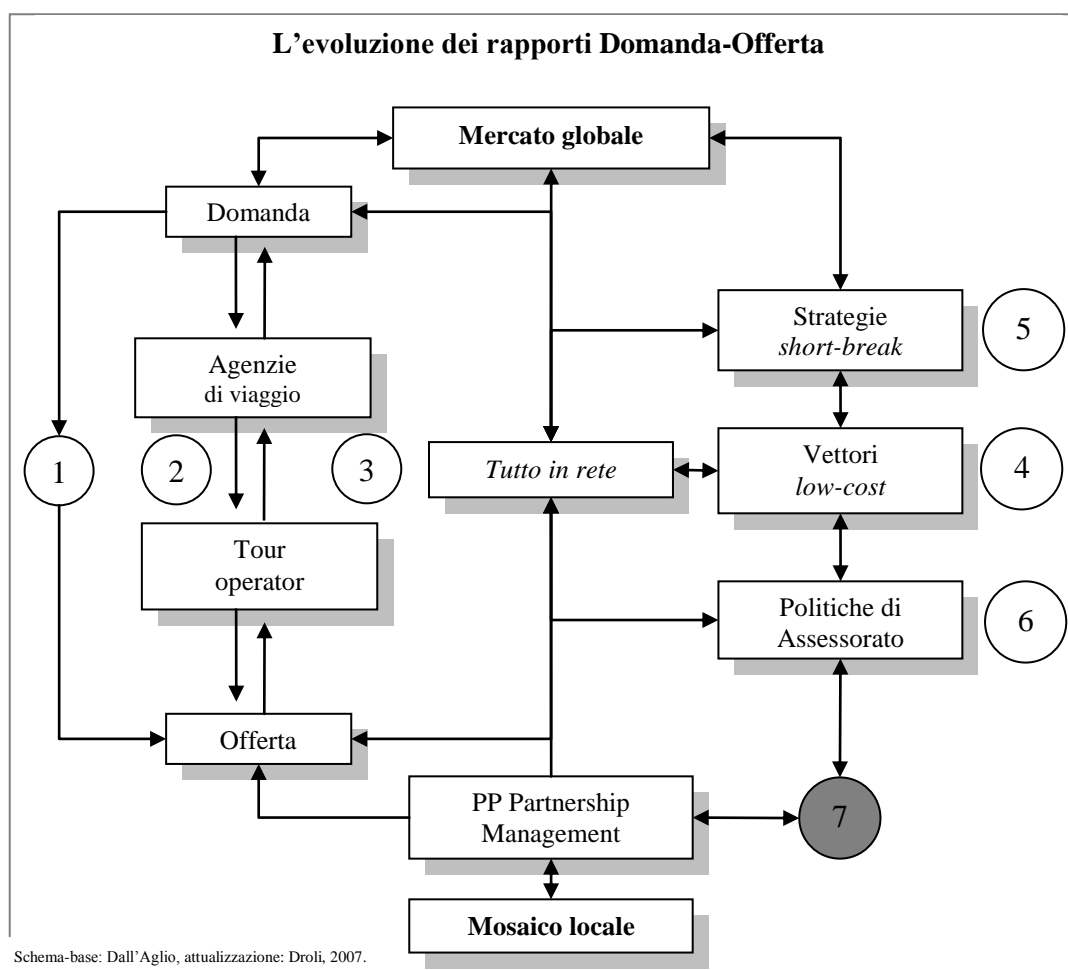 L'evoluzione dei rapporti Domanda-Offerta
Mercato globale
Domanda
Strategie
short-break
5
Agenzie
di viaggio
1
2
3
Tutto in rete
Vettori
low-cost
4
Tour
operator
Politiche di
Assessorato
6
Offerta
PP Partnership
Management
7
Mosaico locale
Schema-base: Dall'Aglio, attualizzazione: Droli, 2007.